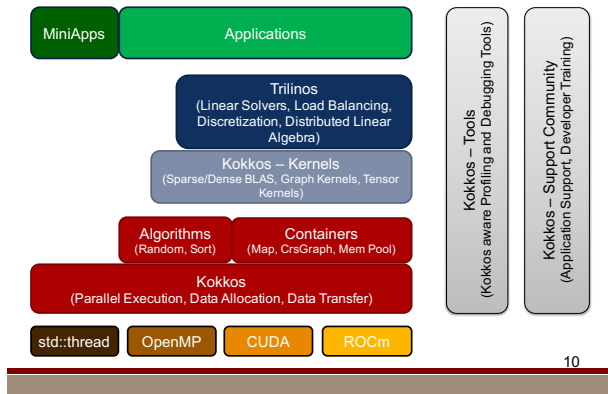 MiniApps
Applications
Trilinos
(Linear Solvers, Load Balancing,
Discretization, Distributed Linear
Algebra)
Kokkos – Kernels
(Sparse/Dense BLAS, Graph Kernels, Tensor
Kernels)
Algorithms
(Random, Sort)
Containers
(Map, CrsGraph, Mem Pool)
Kokkos
(Parallel Execution, Data Allocation, Data Transfer)
std::thread
OpenMP
CUDA
ROCm
Kokkos – Tools
(Kokkos aware Profiling and Debugging Tools)
Kokkos – Support Community
(Application Support, Developer Training)
10